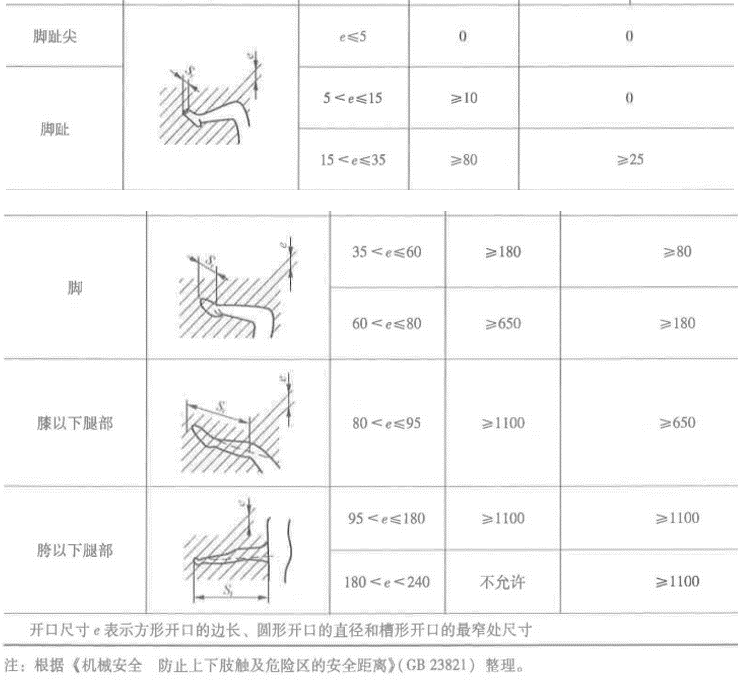 脚趾尖 e≤5 0 0
5<e≤15 ≥10 0
脚趾
15<e≤35 ≥80 ≥25
35<e≤60 ≥180 ≥80
脚
60<e≤80 ≥650 ≥180
膝以下腿部 80<e≤95 ≥1100 ≥650
95<e≤180 ≥1100 ≥1100
胯以下腿部
180<e<240 不允许 ≥1100
开口尺寸 e 表示方形开口的边长、圆形开口的直径和槽形开口的最窄处尺寸
注：根据《机械安全 防止上下肢触及危险区的安全距离》(GB 23821) 整理。